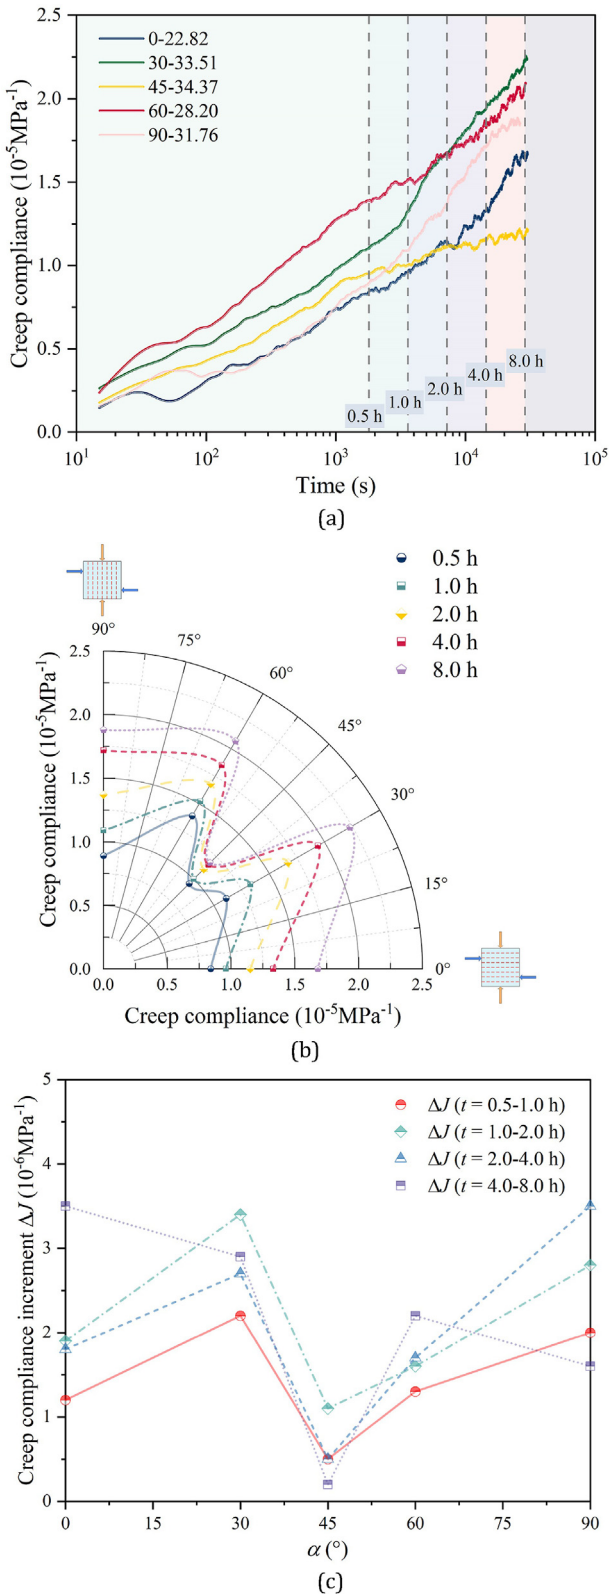 2.5
2.0
1.5
1.0
0.5
0.0
Creep compliance (10⁻⁵MPa⁻¹)
0-22.82
30-33.51
45-34.37
60-28.20
90-31.76
0.5 h
1.0 h
2.0 h
4.0 h
8.0 h
10¹ 10² 10³ 10⁴ 10⁵
Time (s)
(a)
0.5 h
1.0 h
2.0 h
4.0 h
8.0 h
90°
75°
60°
45°
30°
15°
0°
2.5
2.0
1.5
1.0
0.5
0.0
Creep compliance (10⁻⁵MPa⁻¹)
0.0 0.5 1.0 1.5 2.0 2.5
Creep compliance (10⁻⁵MPa⁻¹)
(b)
5
4
3
2
1
0
Creep compliance increment ΔJ (10⁻⁶MPa⁻¹)
ΔJ (t = 0.5-1.0 h)
ΔJ (t = 1.0-2.0 h)
ΔJ (t = 2.0-4.0 h)
ΔJ (t = 4.0-8.0 h)
0 15 30 45 60 75 90
α (°)
(c)